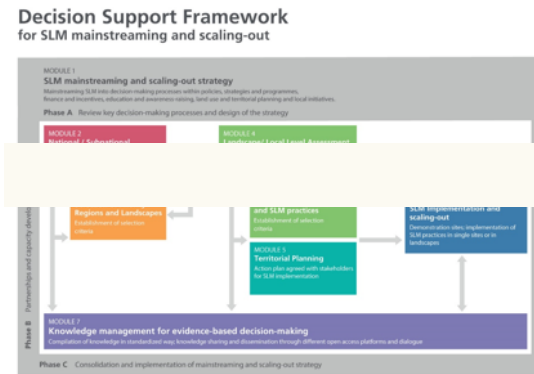 Decision Support Framework
for SLM mainstreaming and scaling-out
MODULE 1
SLM mainstreaming and scaling-out strategy
Mainstreaming SLM into decision-making processes within policies, strategies and programmes,
finance and incentives, education and awareness-raising, land use and territorial planning and local initiatives.
Phase A Review key decision-making processes and design of the strategy
MODULE 2
National / Subnational
MODULE 4
Landscape/ Local Level Assessment
Regions and Landscapes
Establishment of selection
criteria
and SLM practices
Establishment of selection
criteria
SLM Implementation and
scaling-out
Demonstration sites, implementation of
SLM practices in single sites or in
landscapes
MODULE 5
Territorial Planning
Action plan agreed with stakeholders
for SLM implementation
Phase B Partnerships and capacity
MODULE 7
Knowledge management for evidence-based decision-making
Compilation of knowledge in standardized way, knowledge sharing and dissemination through different open access platforms and dialogue
Phase C Consolidation and implementation of mainstreaming and scaling-out strategy